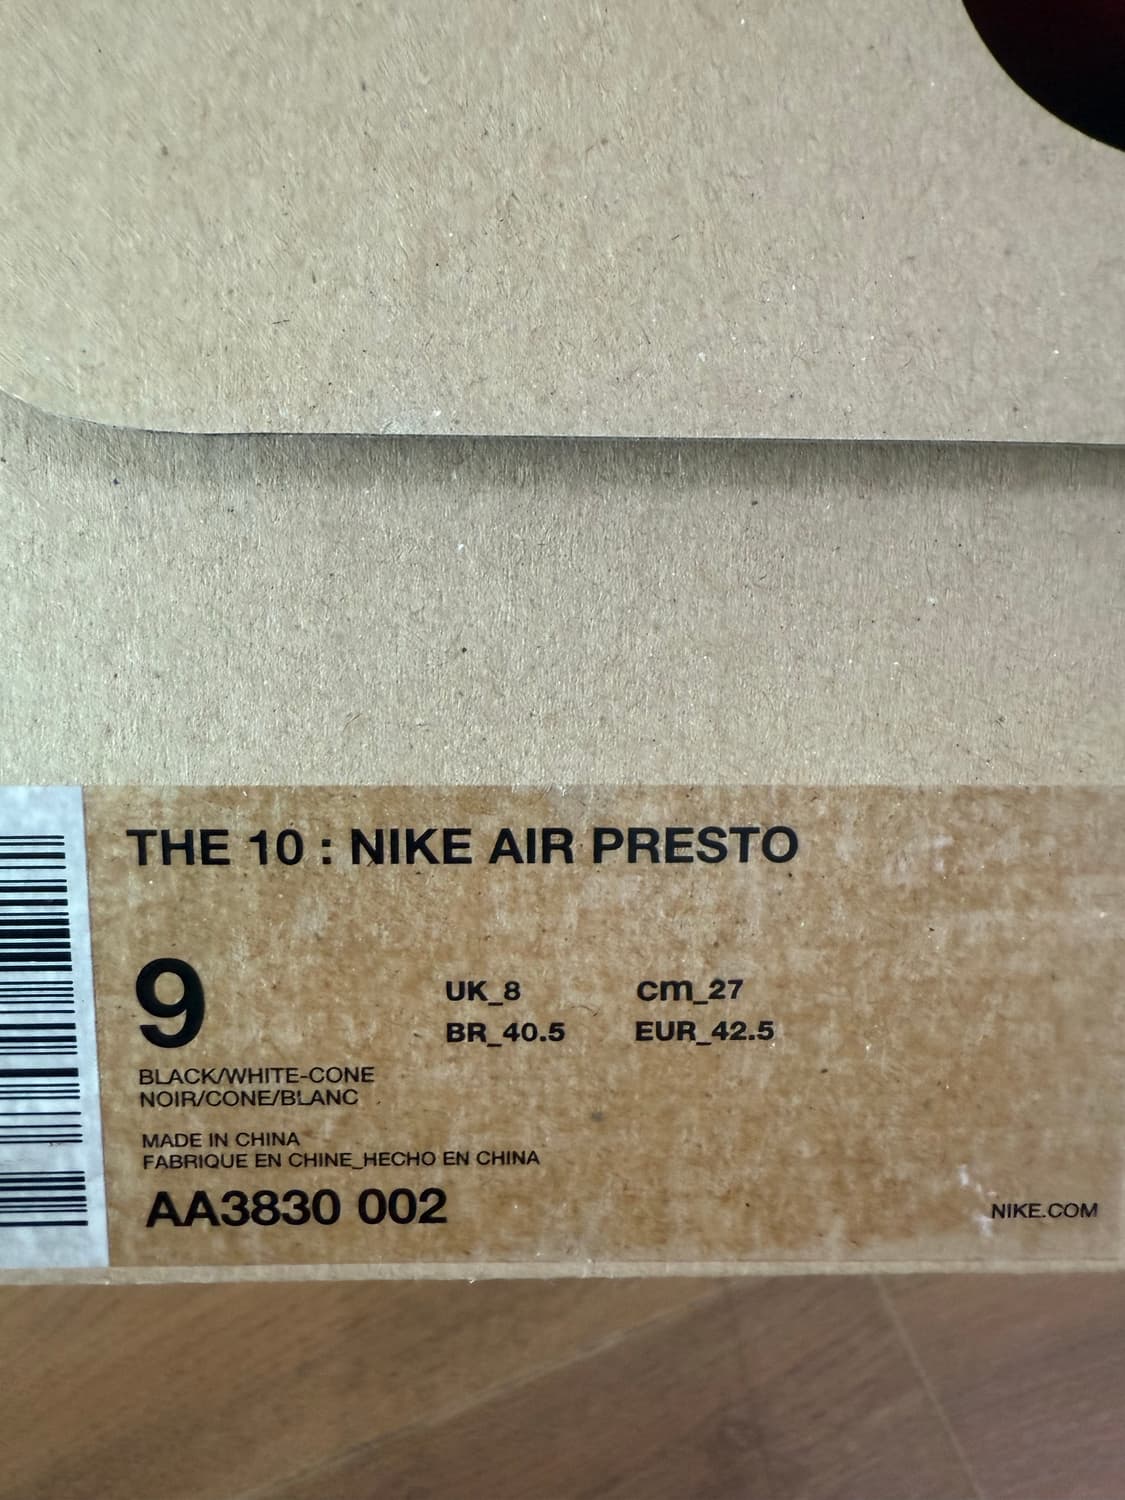 THE 10 : NIKE AIR PRESTO
9
UK_8 cm_27
BR_40.5 EUR_42.5
BLACK/WHITE-CONE
NOIR/CONE/BLANC
MADE IN CHINA
FABRIQUE EN CHINE_HECHO EN CHINA
AA3830 002
NIKE.COM